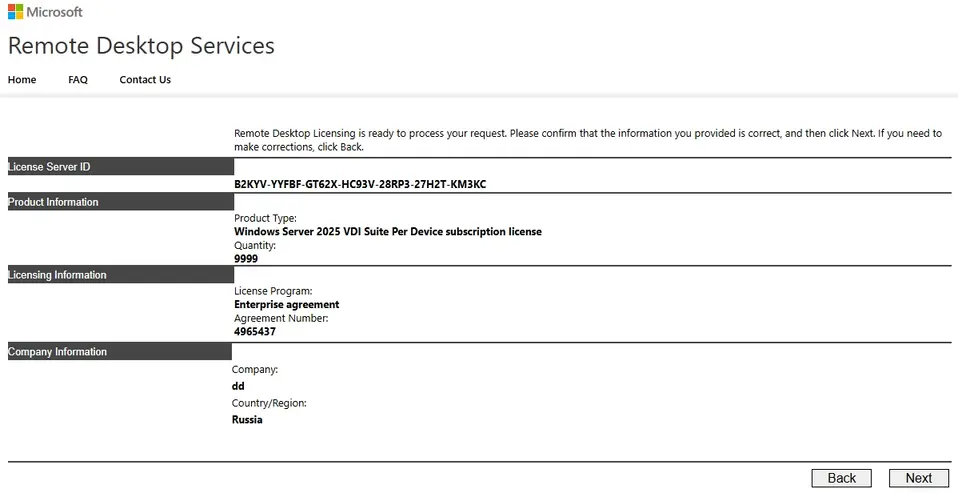 Microsoft
Remote Desktop Services
Home FAQ Contact Us
Remote Desktop Licensing is ready to process your request. Please confirm that the information you provided is correct, and then click Next. If you need to
make corrections, click Back.
License Server ID
B2KYV-YYFBF-GT62X-HC93V-28RP3-27H2T-KM3KC
Product Information
Product Type:
Windows Server 2025 VDI Suite Per Device subscription license
Quantity:
9999
Licensing Information
License Program:
Enterprise agreement
Agreement Number:
4965437
Company Information
Company:
dd
Country/Region:
Russia
Back Next